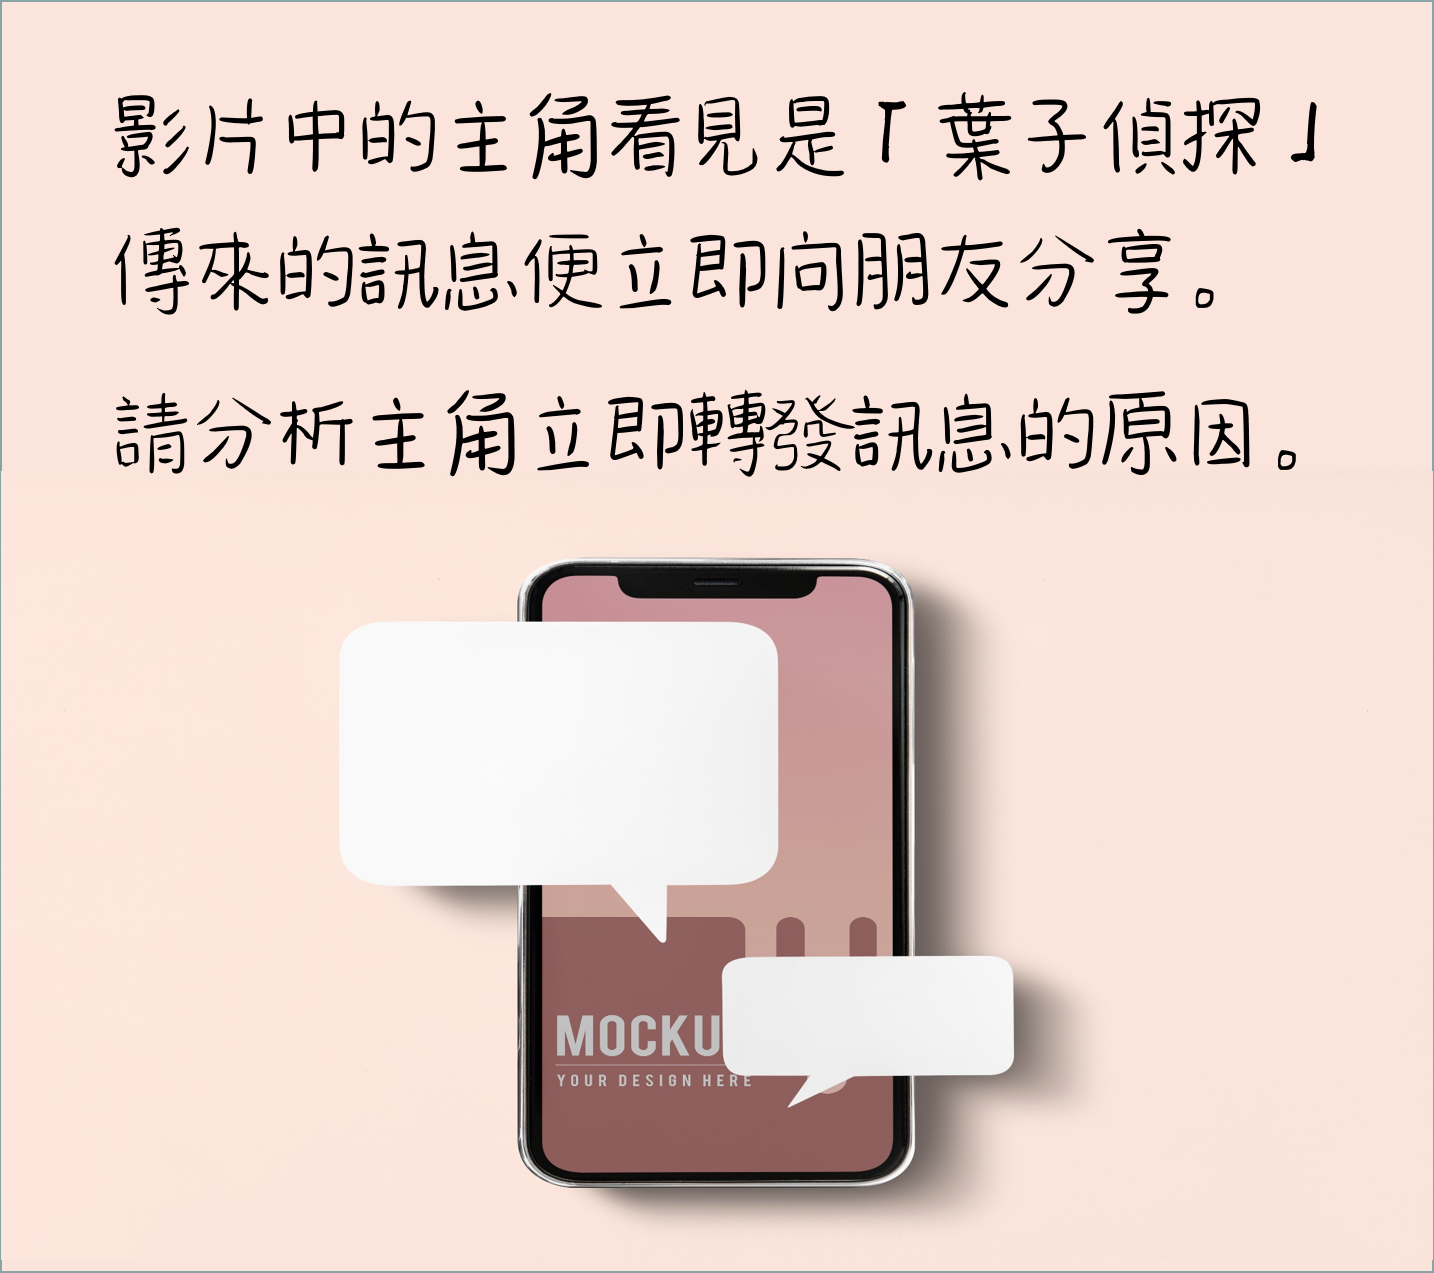 影片中的主角看見是「葉子偵探」
傳來的訊息便立即向朋友分享。
請分析主角立即轉發訊息的原因。
MOCKU
YOUR DESIGN HERE